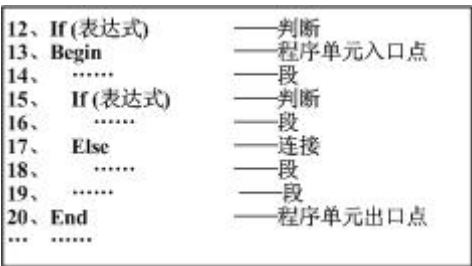 12、If (表达式) ——判断
13、Begin ——程序单元入口点
14、 …… ——段
15、 If (表达式) ——判断
16、 …… ——段
17、 Else ——连接
18、 …… ——段
19、 …… ——段
20、End ——程序单元出口点
… ……